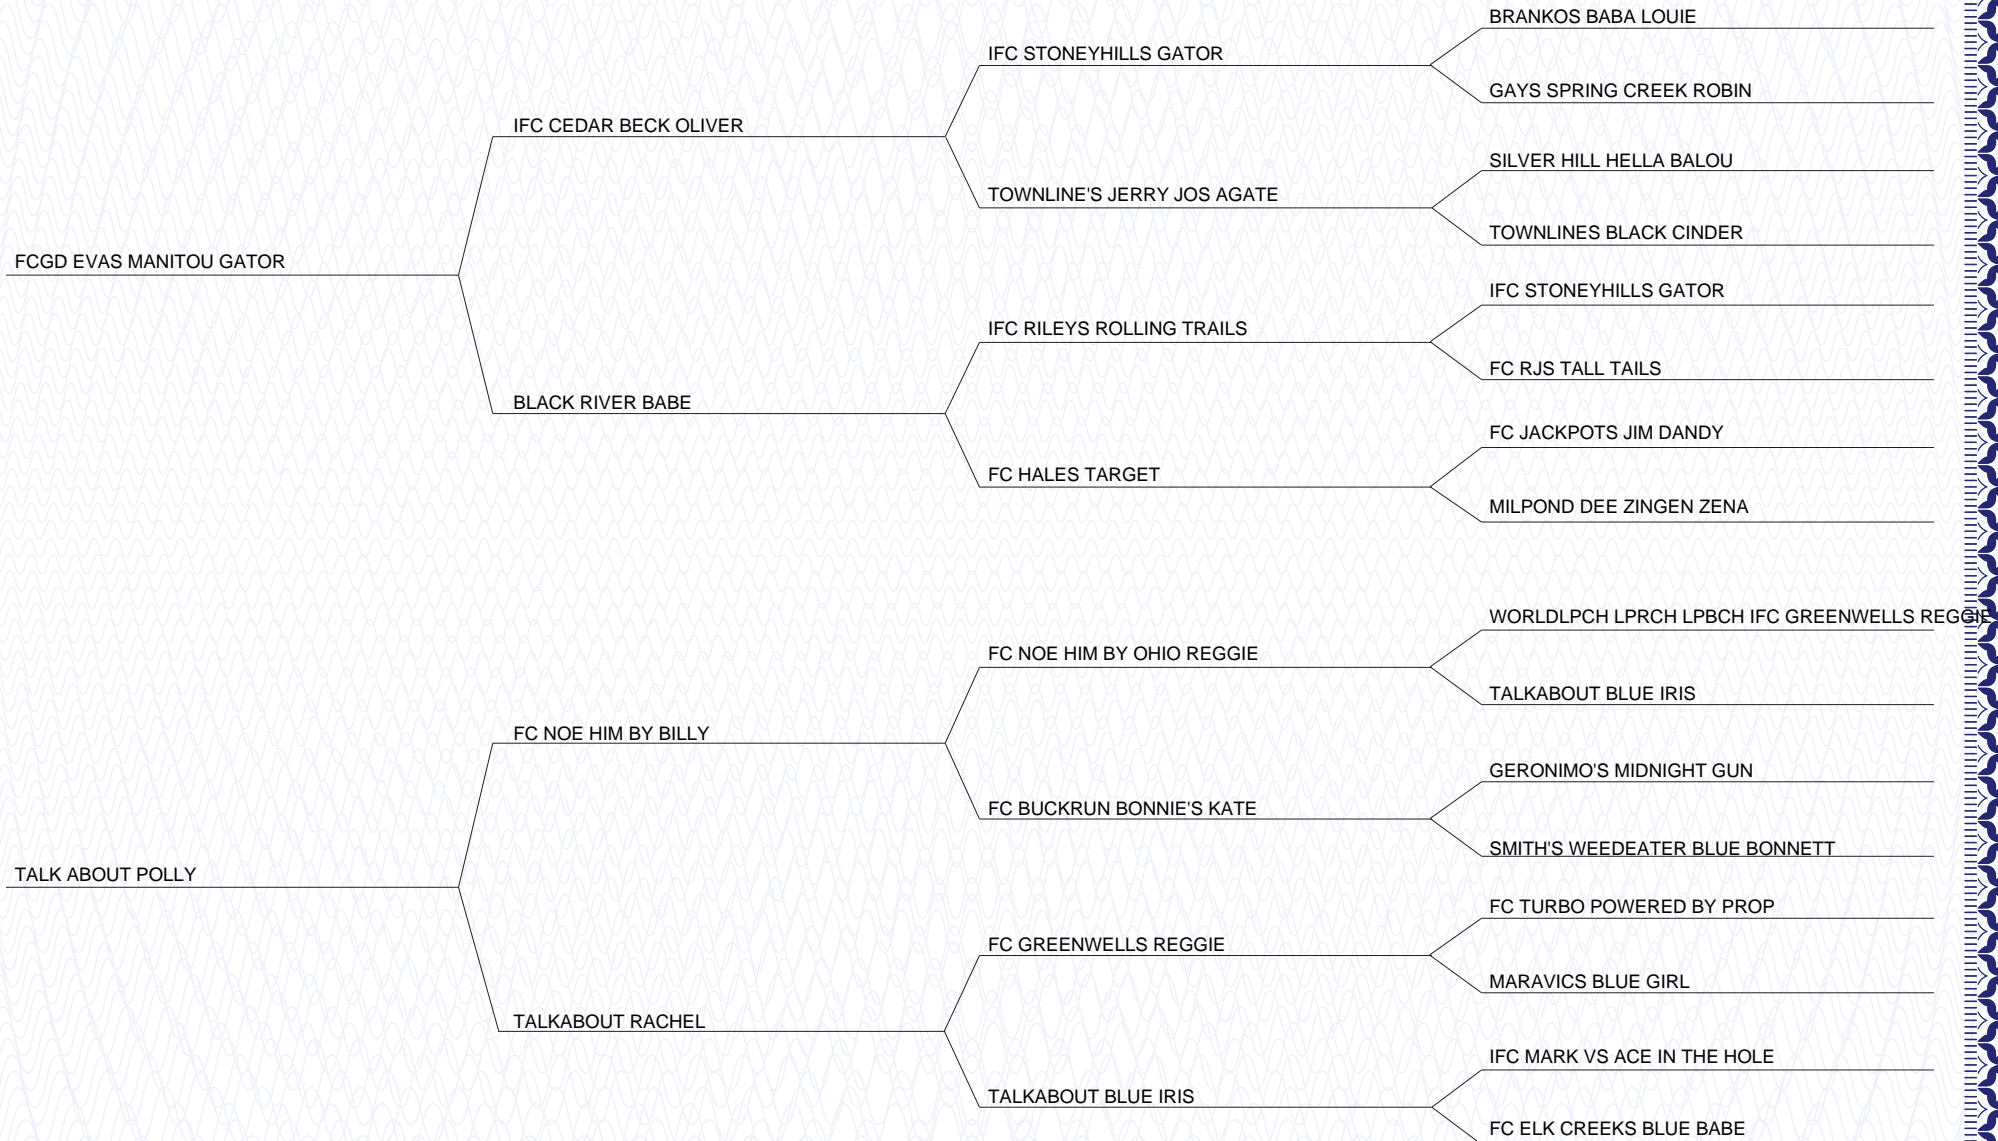 BRANKOS BABA LOUIE
IFC STONEYHILLS GATOR
GAYS SPRING CREEK ROBIN
IFC CEDAR BECK OLIVER
SILVER HILL HELLA BALOU
TOWNLINE'S JERRY JOS AGATE
TOWNLINES BLACK CINDER
FCGD EVAS MANITOU GATOR
IFC STONEYHILLS GATOR
IFC RILEYS ROLLING TRAILS
FC RJS TALL TAILS
BLACK RIVER BABE
FC JACKPOTS JIM DANDY
FC HALES TARGET
MILPOND DEE ZINGEN ZENA
WORLDLPCH LPRCH LPBCH IFC GREENWELLS REGGIE
FC NOE HIM BY OHIO REGGIE
TALKABOUT BLUE IRIS
FC NOE HIM BY BILLY
GERONIMO'S MIDNIGHT GUN
FC BUCKRUN BONNIE'S KATE
SMITH'S WEEDEATER BLUE BONNETT
TALK ABOUT POLLY
FC TURBO POWERED BY PROP
FC GREENWELLS REGGIE
MARAVICS BLUE GIRL
TALKABOUT RACHEL
IFC MARK VS ACE IN THE HOLE
TALKABOUT BLUE IRIS
FC ELK CREEKS BLUE BABE